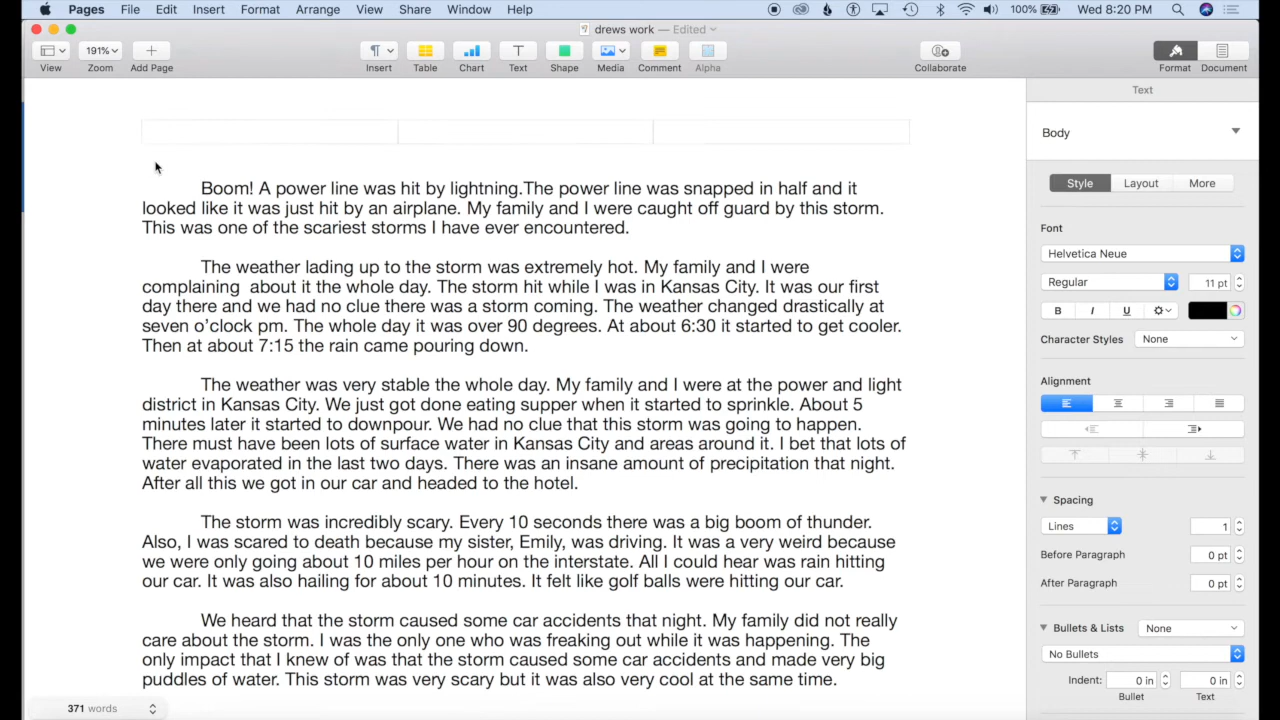 Pages File Edit Insert Format Arrange View Share Window Help 100% Wed 8:20 PM
drews work — Edited
191%
View Zoom Add Page Insert Table Chart Text Shape Media Comment Alpha Collaborate Format Document
Text
Body
Style Layout More
Font
Helvetica Neue
Regular 11 pt
B I U
Character Styles None
Alignment
Spacing
Lines 1
Before Paragraph 0 pt
After Paragraph 0 pt
Bullets & Lists None
No Bullets
Indent: 0 in 0 in
Bullet Text
Boom! A power line was hit by lightning.The power line was snapped in half and it
looked like it was just hit by an airplane. My family and I were caught off guard by this storm.
This was one of the scariest storms I have ever encountered.
The weather lading up to the storm was extremely hot. My family and I were
complaining  about it the whole day. The storm hit while I was in Kansas City. It was our first
day there and we had no clue there was a storm coming. The weather changed drastically at
seven o’clock pm. The whole day it was over 90 degrees. At about 6:30 it started to get cooler.
Then at about 7:15 the rain came pouring down.
The weather was very stable the whole day. My family and I were at the power and light
district in Kansas City. We just got done eating supper when it started to sprinkle. About 5
minutes later it started to downpour. We had no clue that this storm was going to happen.
There must have been lots of surface water in Kansas City and areas around it. I bet that lots of
water evaporated in the last two days. There was an insane amount of precipitation that night.
After all this we got in our car and headed to the hotel.
The storm was incredibly scary. Every 10 seconds there was a big boom of thunder.
Also, I was scared to death because my sister, Emily, was driving. It was a very weird because
we were only going about 10 miles per hour on the interstate. All I could hear was rain hitting
our car. It was also hailing for about 10 minutes. It felt like golf balls were hitting our car.
We heard that the storm caused some car accidents that night. My family did not really
care about the storm. I was the only one who was freaking out while it was happening. The
only impact that I knew of was that the storm caused some car accidents and made very big
puddles of water. This storm was very scary but it was also very cool at the same time.
371 words